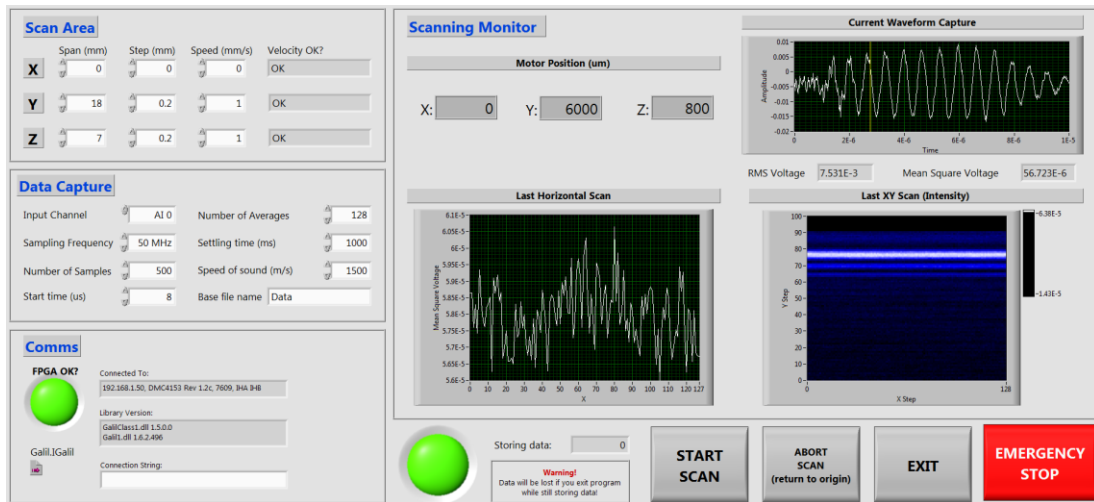 Scan Area
Span (mm) Step (mm) Speed (mm/s) Velocity OK?
X 0 0 0 OK
Y 18 0.2 1 OK
Z 7 0.2 1 OK
Data Capture
Input Channel AI 0 Number of Averages 128
Sampling Frequency 50 MHz Settling time (ms) 1000
Number of Samples 500 Speed of sound (m/s) 1500
Start time (us) 8 Base file name Data
Comms
FPGA OK?
Connected To:
192.168.1.50, DMC4153 Rev 1.2c, 7609, IHA IHB
Library Version:
GalilClass1.dll 1.5.0.0
Galil1.dll 1.6.2.496
Galil.IGalil
Connection String:
Scanning Monitor
Motor Position (um)
X: 0 Y: 6000 Z: 800
Current Waveform Capture
Amplitude
0.01
0.005
0
-0.005
-0.01
-0.015
-0.02
0 2E-6 4E-6 6E-6 8E-6 1E-5
Time
RMS Voltage 7.531E-3 Mean Square Voltage 56.723E-6
Last Horizontal Scan
Mean Square Voltage
6.1E-5
6.05E-5
6E-5
5.95E-5
5.9E-5
5.85E-5
5.8E-5
5.75E-5
5.7E-5
5.65E-5
5.6E-5
0 10 20 30 40 50 60 70 80 90 100 110 120 127
X
Last XY Scan (Intensity)
Y Step
100
90
80
70
60
50
40
30
20
10
0
0 128
X Step
-6.38E-5
-1.43E-5
Storing data: 0
Warning!
Data will be lost if you exit program
while still storing data!
START
SCAN
ABORT
SCAN
(return to origin)
EXIT
EMERGENCY
STOP